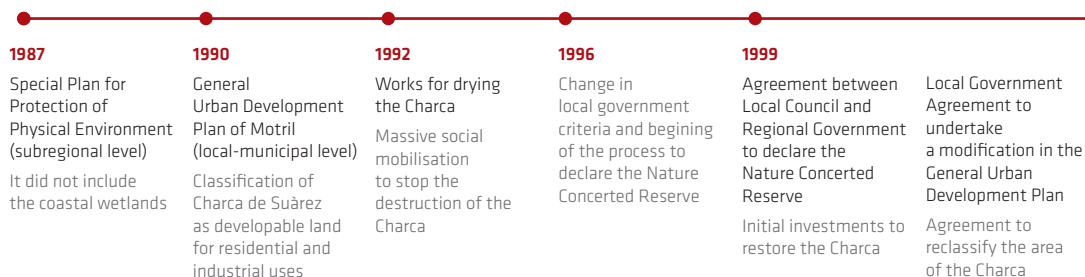 1987
Special Plan for
Protection of
Physical Environment
(subregional level)
It did not include
the coastal wetlands
1990
General
Urban Development
Plan of Motril
(local-municipal level)
Classification of
Charca de Suàrez
as developable land
for residential and
industrial uses
1992
Works for drying
the Charca
Massive social
mobilisation
to stop the
destruction of the
Charca
1996
Change in
local government
criteria and begining
of the process to
declare the Nature
Concerted Reserve
1999
Agreement between
Local Council and
Regional Government
to declare the
Nature Concerted
Reserve
Initial investments to
restore the Charca
Local Government
Agreement to
undertake
a modification in the
General Urban
Development Plan
Agreement to
reclassify the area
of the Charca